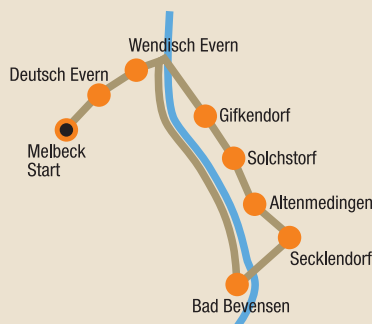 Wendisch Evern
Deutsch Evern
Gifkendorf
Melbeck
Start
Solchstorf
Altenmedingen
Secklendorf
Bad Bevensen